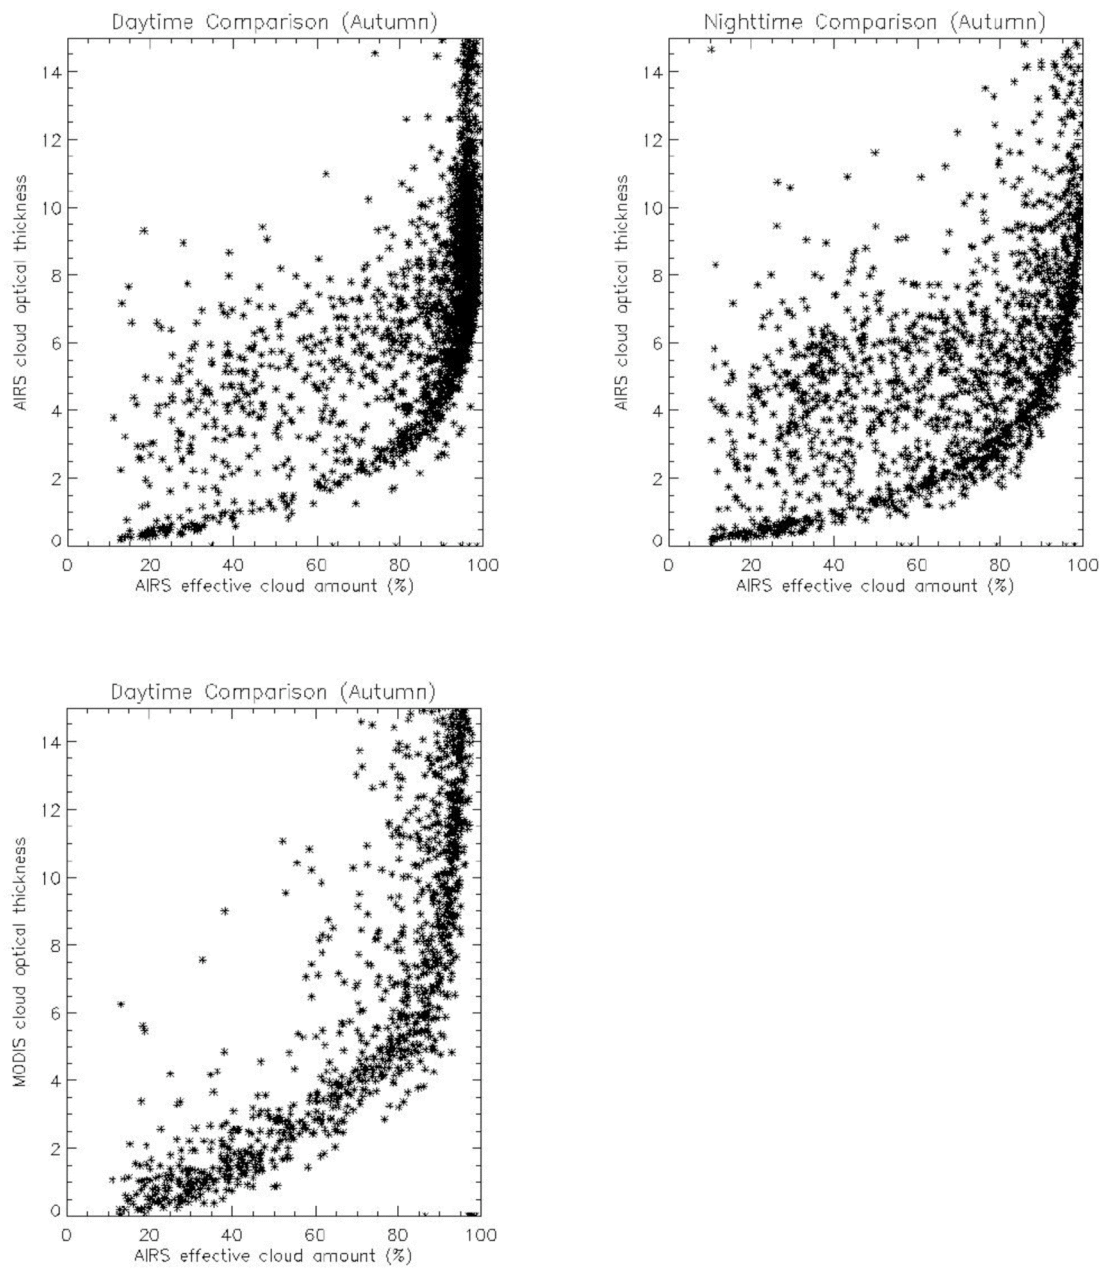 Daytime Comparison (Autumn)
AIRS cloud optical thickness
14
12
10
8
6
4
2
0
0 20 40 60 80 100
AIRS effective cloud amount (%)
Nighttime Comparison (Autumn)
AIRS cloud optical thickness
14
12
10
8
6
4
2
0
0 20 40 60 80 100
AIRS effective cloud amount (%)
Daytime Comparison (Autumn)
MODIS cloud optical thickness
14
12
10
8
6
4
2
0
0 20 40 60 80 100
AIRS effective cloud amount (%)